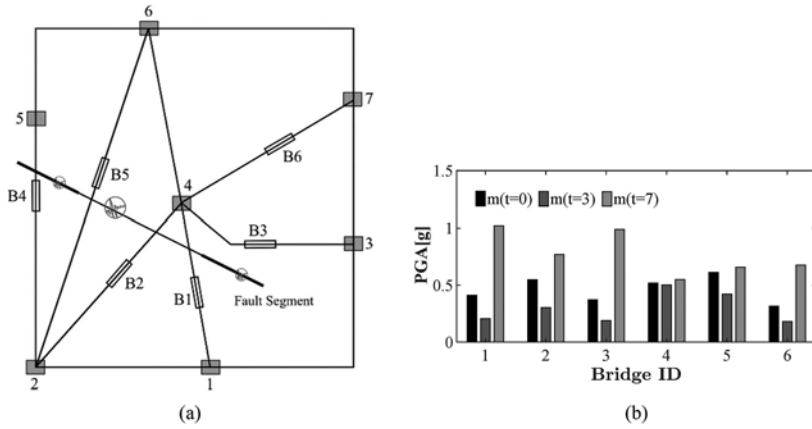 6
5
7
B5
B6
4
B4
B3
3
B2
B1
Fault Segment
2
1
(a)
1.5
m(t=0) m(t=3) m(t=7)
1
PGA[g]
0.5
0
1 2 3 4 5 6
Bridge ID
(b)